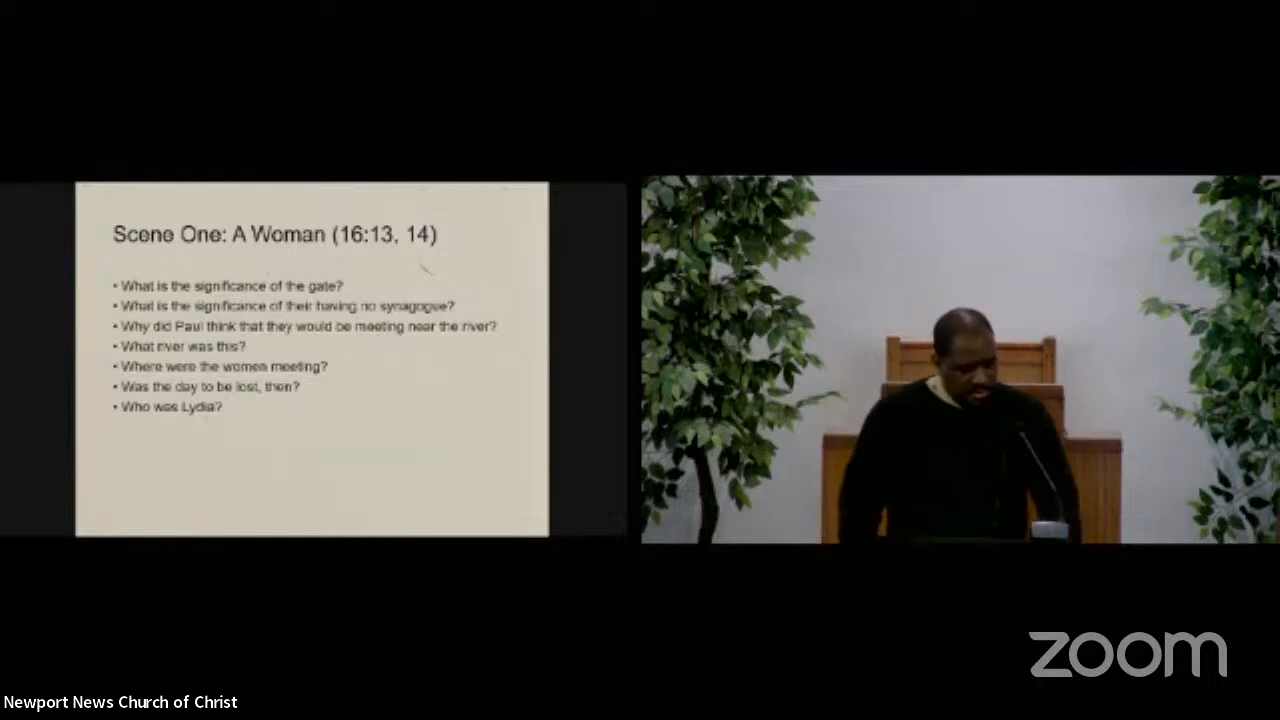 Scene One: A Woman (16:13, 14)
• What is the significance of the gate?
• What is the significance of their having no synagogue?
• Why did Paul think that they would be meeting near the river?
• What river was this?
• Where were the women meeting?
• Was the day to be lost, then?
• Who was Lydia?
zoom
Newport News Church of Christ